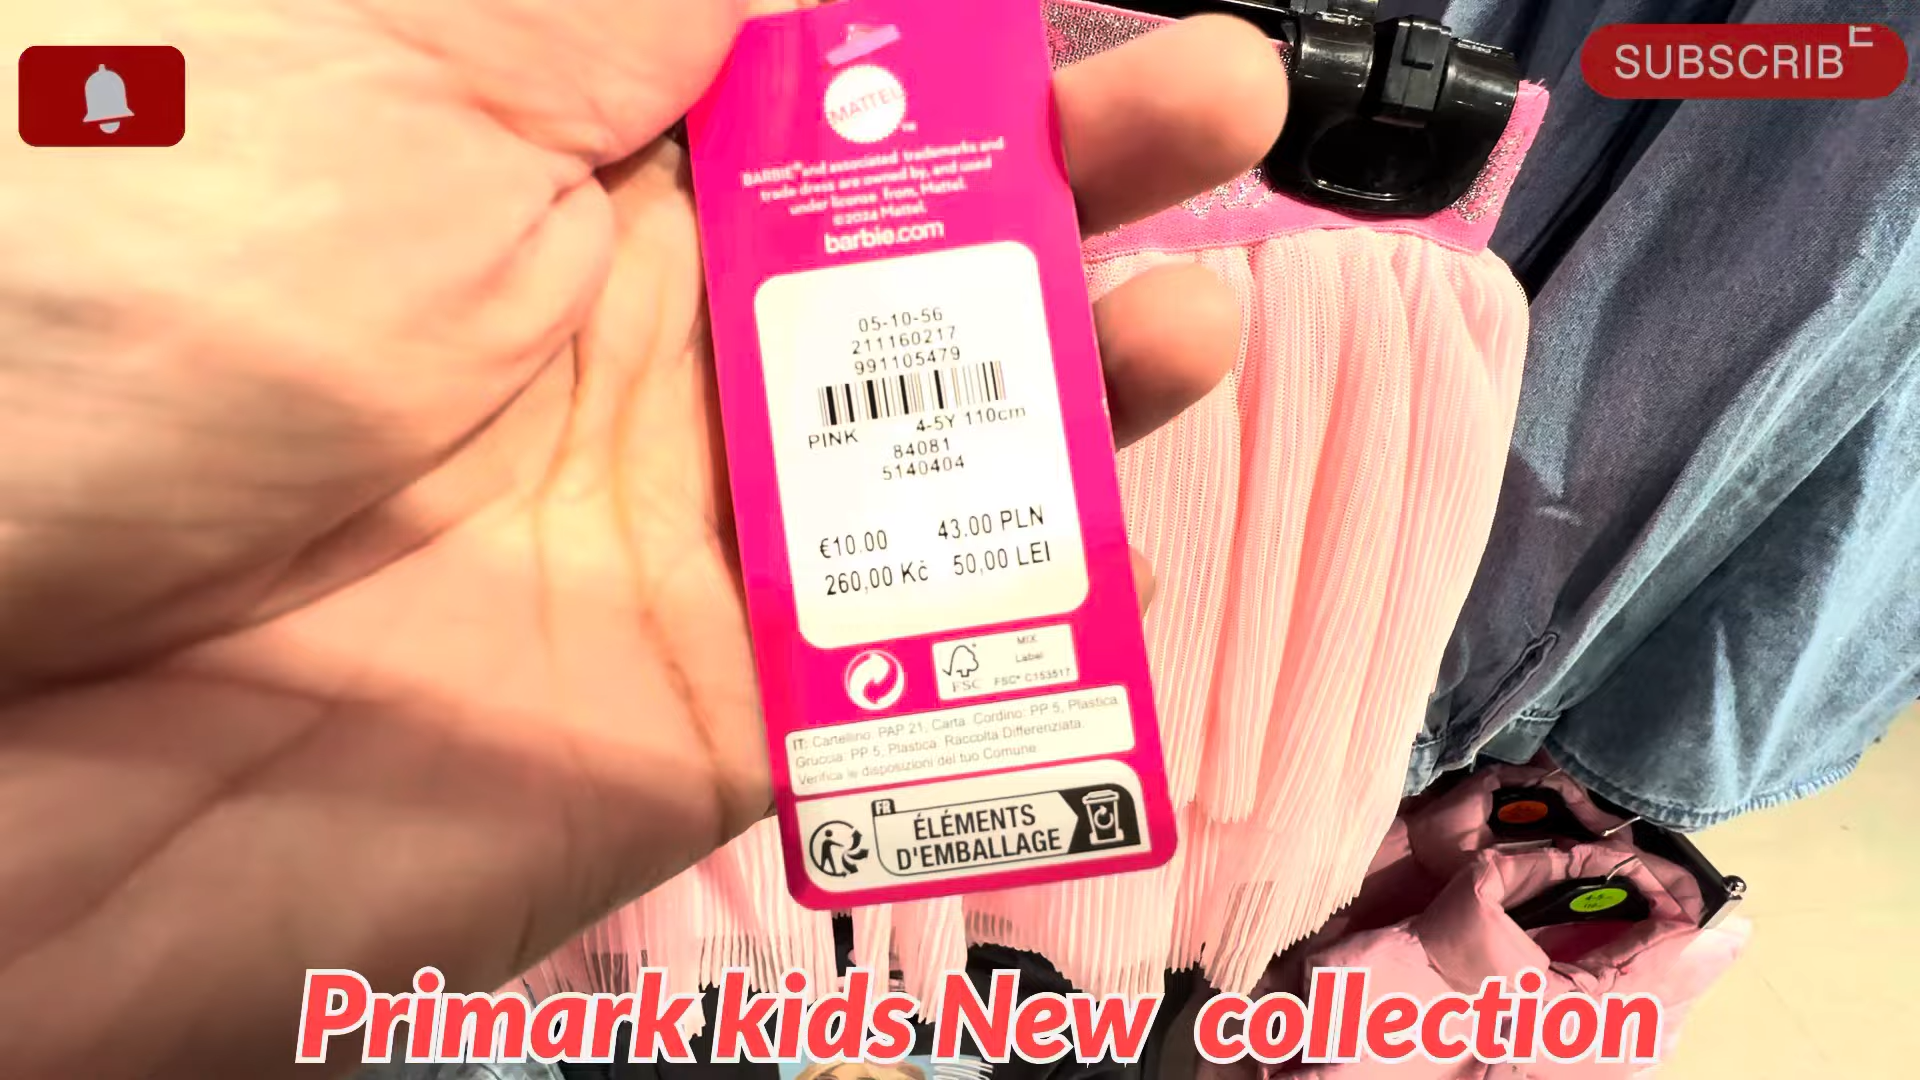 SUBSCRIBE
MATTEL
™
BARBIE® and associated trademarks and
trade dress are owned by, and used
under license from, Mattel.
©2024 Mattel.
barbie.com
05-10-56
211160217
991105479
PINK 4-5Y 110cm
84081
5140404
€10.00 43.00 PLN
260,00 Kč 50,00 LEI
MIX
Label
FSC FSC® C153517
IT: Cartellino: PAP 21, Carta. Cordino: PP 5, Plastica.
Gruccia: PP 5, Plastica. Raccolta Differenziata.
Verifica le disposizioni del tuo Comune
FR
ÉLÉMENTS
D'EMBALLAGE
Primark kids New collection